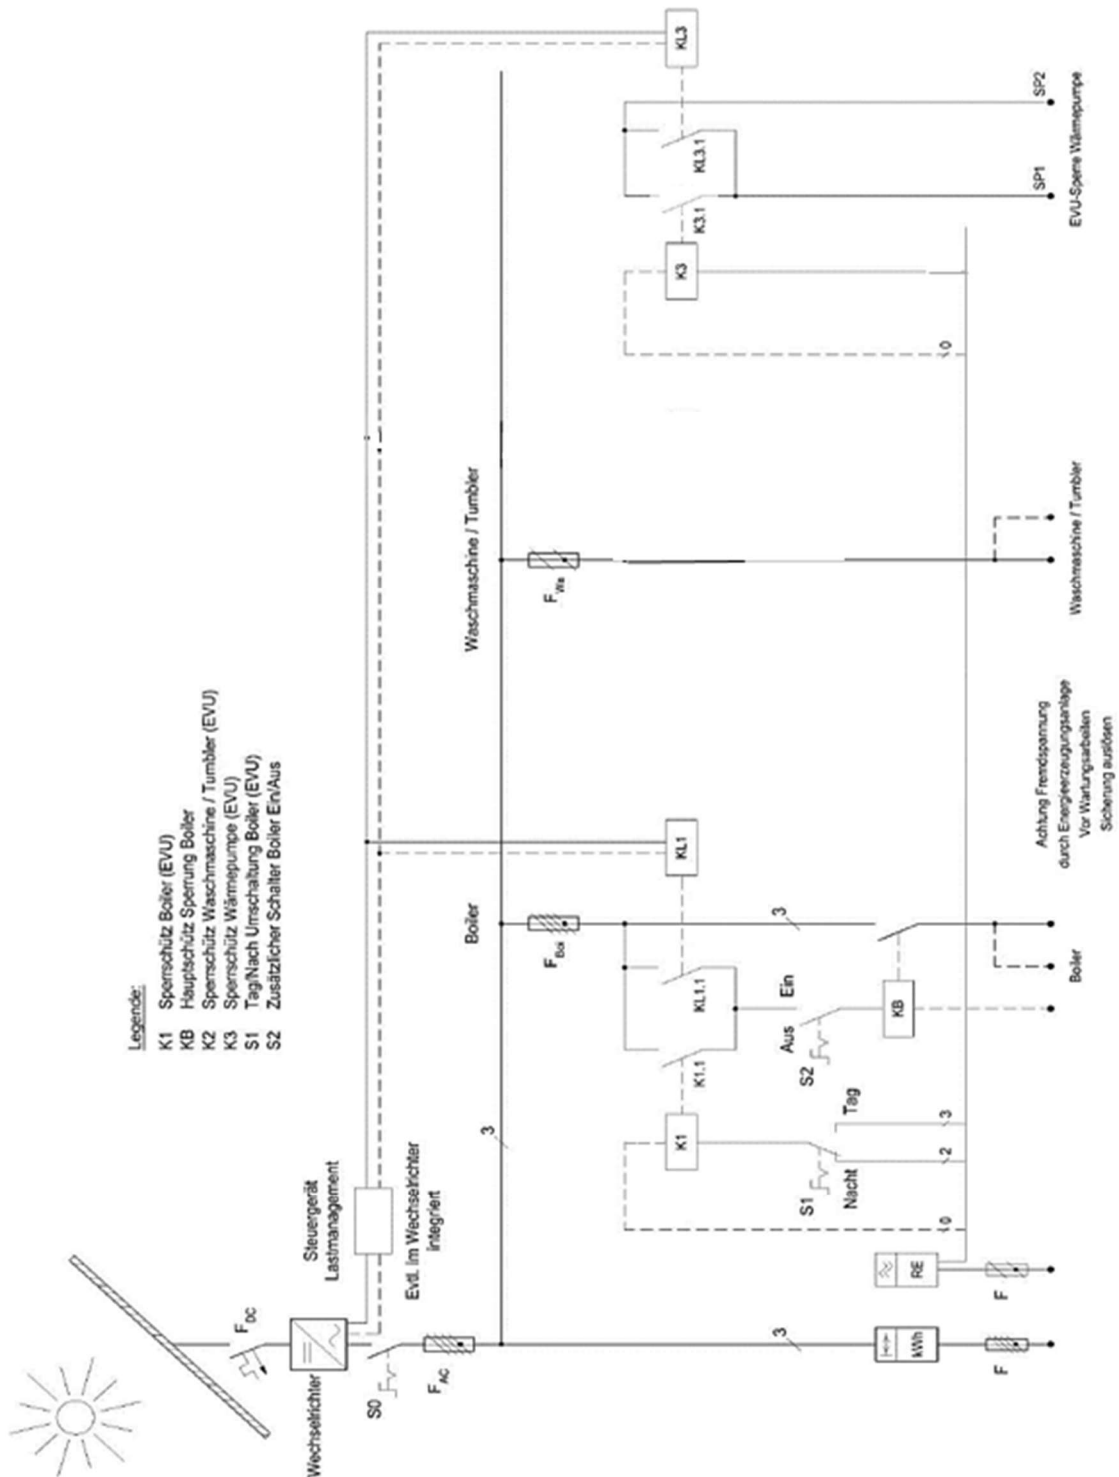 Legende:
K1 Sperrschütz Boiler (EVU)
KB Hauptschütz Sperrung Boiler
K2 Sperrschütz Waschmaschine / Tumbler (EVU)
K3 Sperrschütz Wärmepumpe (EVU)
S1 Tag/Nach Umschaltung Boiler (EVU)
S2 Zusätzlicher Schalter Boiler Ein/Aus
F DC
Wechselrichter
Steuergerät
Lastmanagement
Evtl. im Wechselrichter
integriert
S0
F AC
3
Boiler
Waschmaschine / Tumbler
F Boi
F Wa
KL1
KL3
K1
K1.1
KL1.1
K3
K3.1
KL3.1
3
S1
Nacht
Tag
S2
Aus
Ein
KB
3
kWh
RE
0
2
3
0
F
F
Boiler
Achtung Fremdspannung
durch Energieerzeugungsanlage
Vor Wartungsarbeiten
Sicherung auslösen
Waschmaschine / Tumbler
SP1
SP2
EVU-Sperre Wärmepumpe